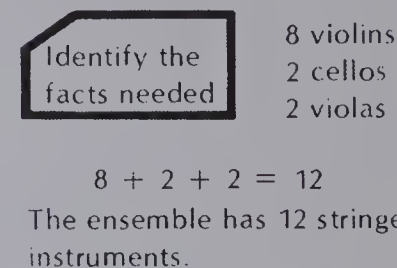 Identify the
facts needed
8 violins
2 cellos
2 violas
8 + 2 + 2 = 12
The ensemble has 12 stringe
instruments.